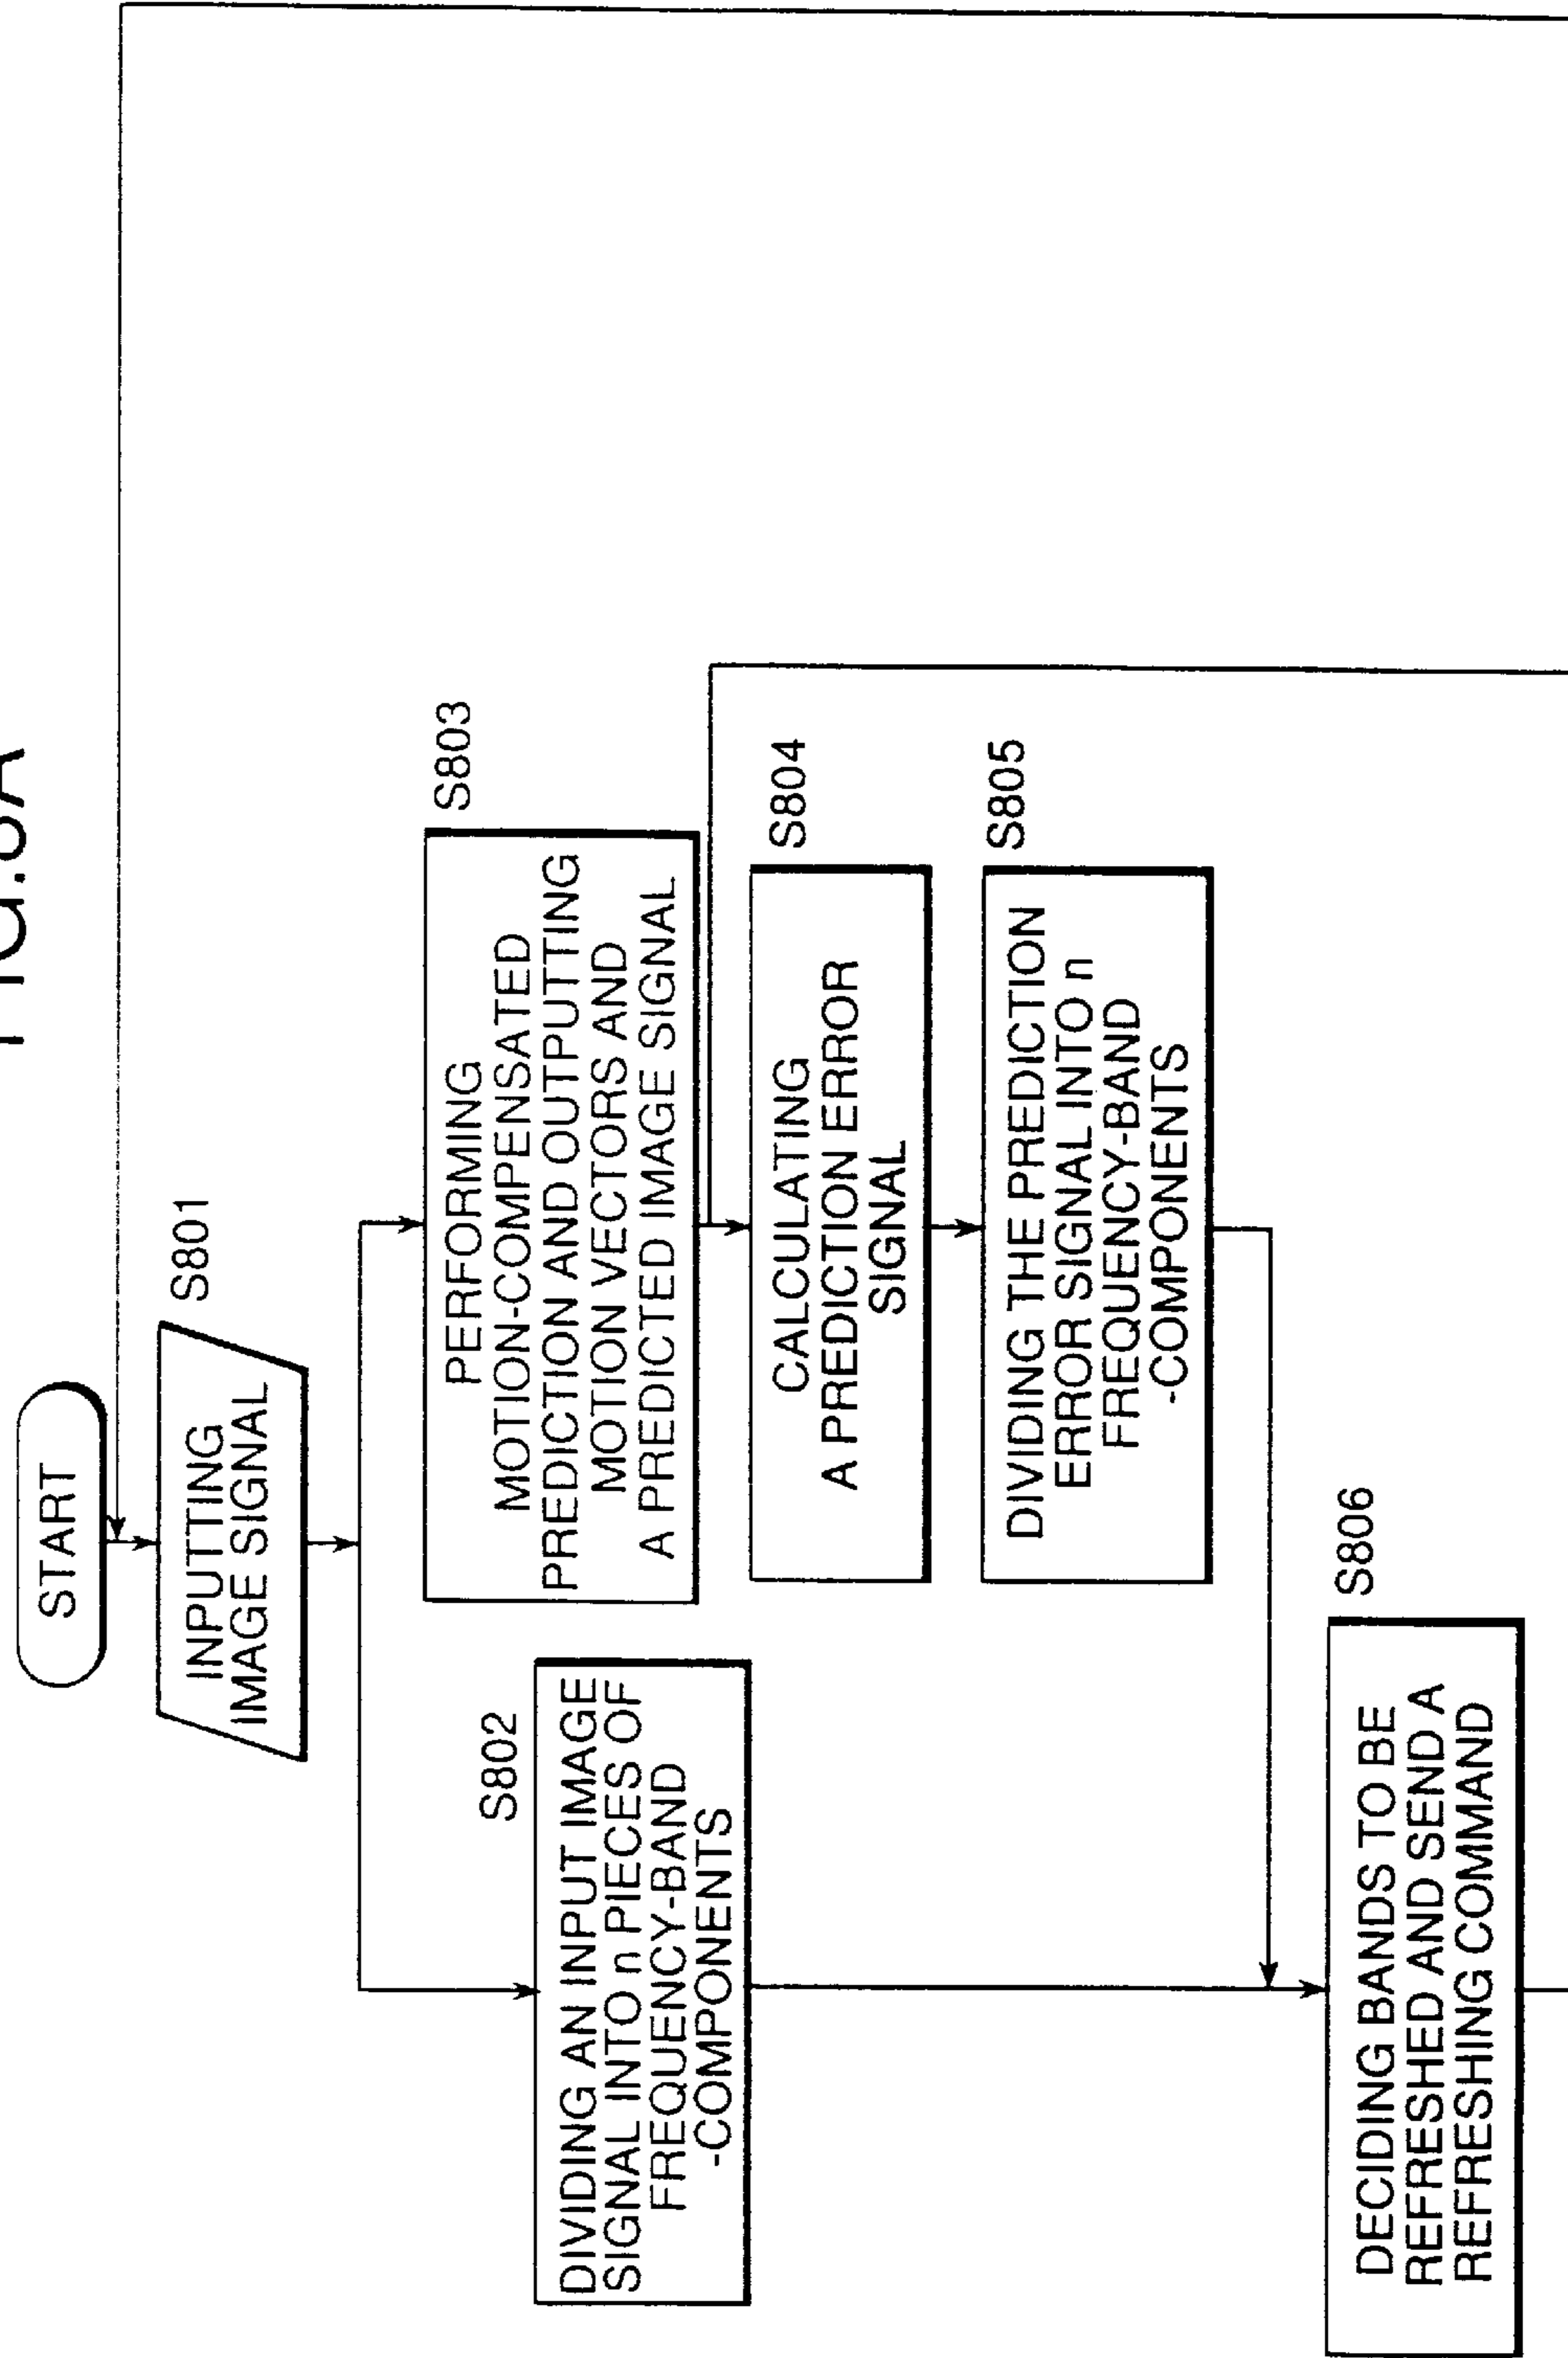 START
S801
INPUTTING
IMAGE SIGNAL
S802
DIVIDING AN INPUT IMAGE
SIGNAL INTO n PIECES OF
FREQUENCY-BAND
-COMPONENTS
S803
PERFORMING
MOTION-COMPENSATED
PREDICTION AND OUTPUTTING
MOTION VECTORS AND
A PREDICTED IMAGE SIGNAL
S804
CALCULATING
A PREDICTION ERROR
SIGNAL
S805
DIVIDING THE PREDICTION
ERROR SIGNAL INTO n
FREQUENCY-BAND
-COMPONENTS
S806
DECIDING BANDS TO BE
REFRESHED AND SEND A
REFRESHING COMMAND